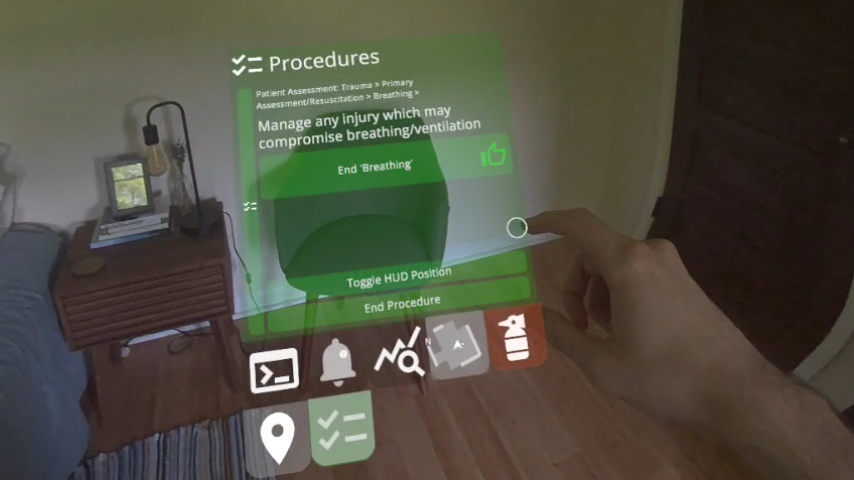 Procedures
Patient Assessment: Trauma > Primary
Assessment/Resuscitation > Breathing >
Manage any injury which may
compromise breathing/ventilation
End 'Breathing'
Toggle HUD Position
End Procedure
N
A-